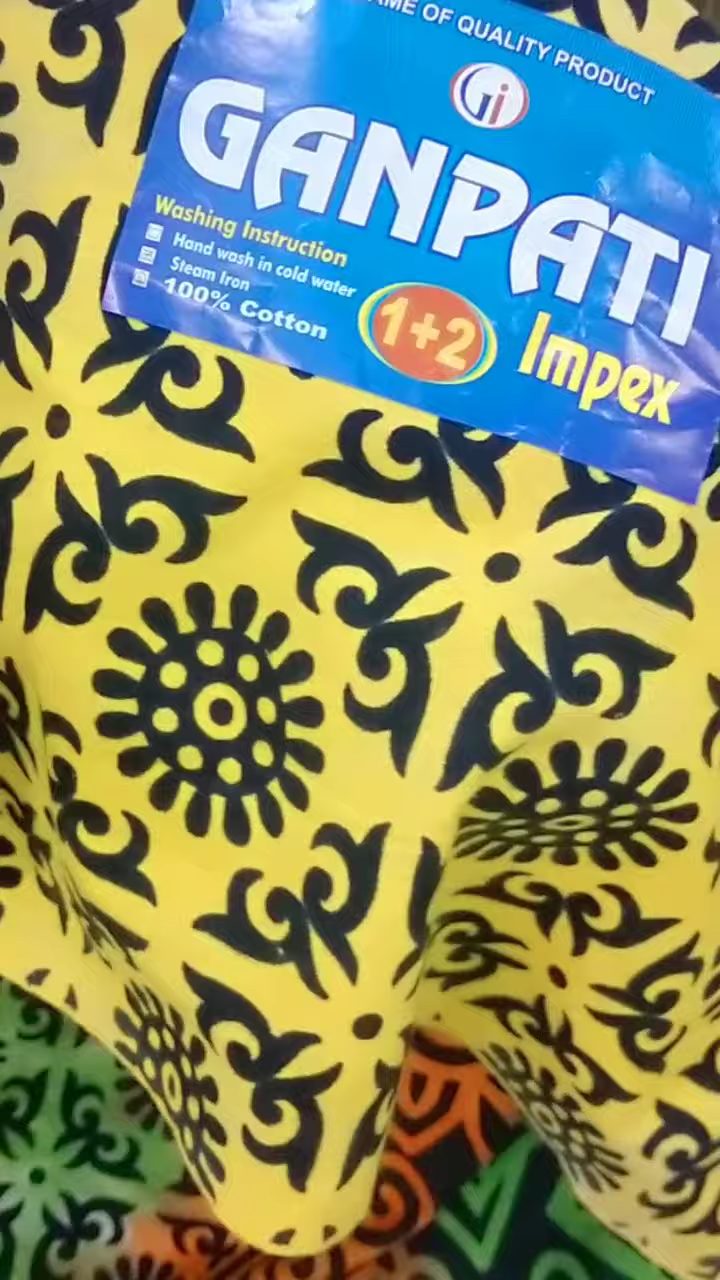 OF QUALITY PRODUCT
Gi
GANPATI
Impex
Washing Instruction
Hand wash in cold water
Steam Iron
100% Cotton
1+2